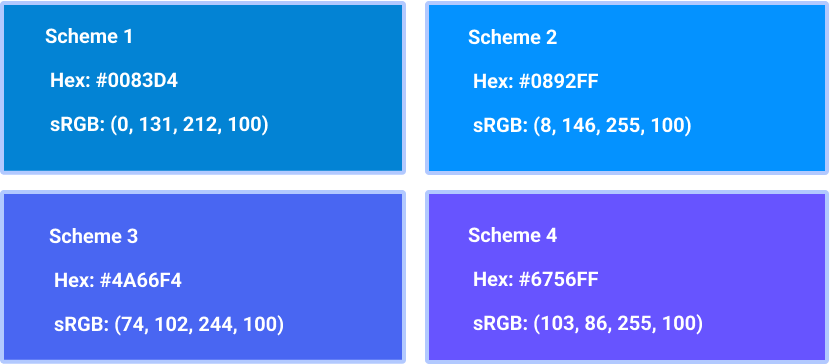 Scheme 1
Hex: #0083D4
sRGB: (0, 131, 212, 100)
Scheme 2
Hex: #0892FF
sRGB: (8, 146, 255, 100)
Scheme 3
Hex: #4A66F4
sRGB: (74, 102, 244, 100)
Scheme 4
Hex: #6756FF
sRGB: (103, 86, 255, 100)